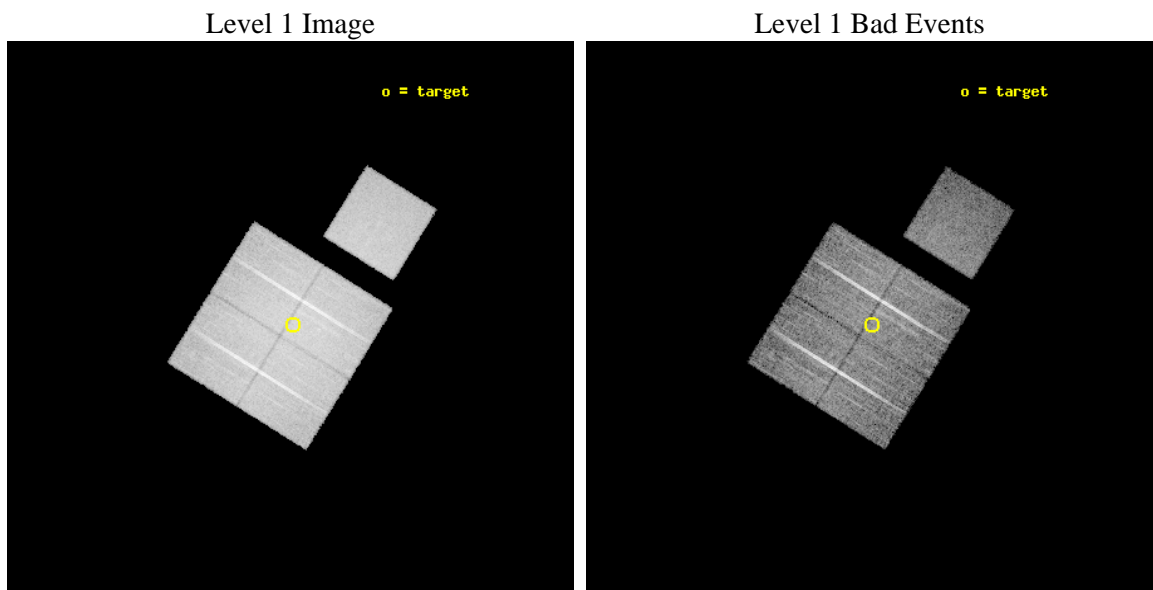 Level 1 Image
Level 1 Bad Events
o = target
o = target